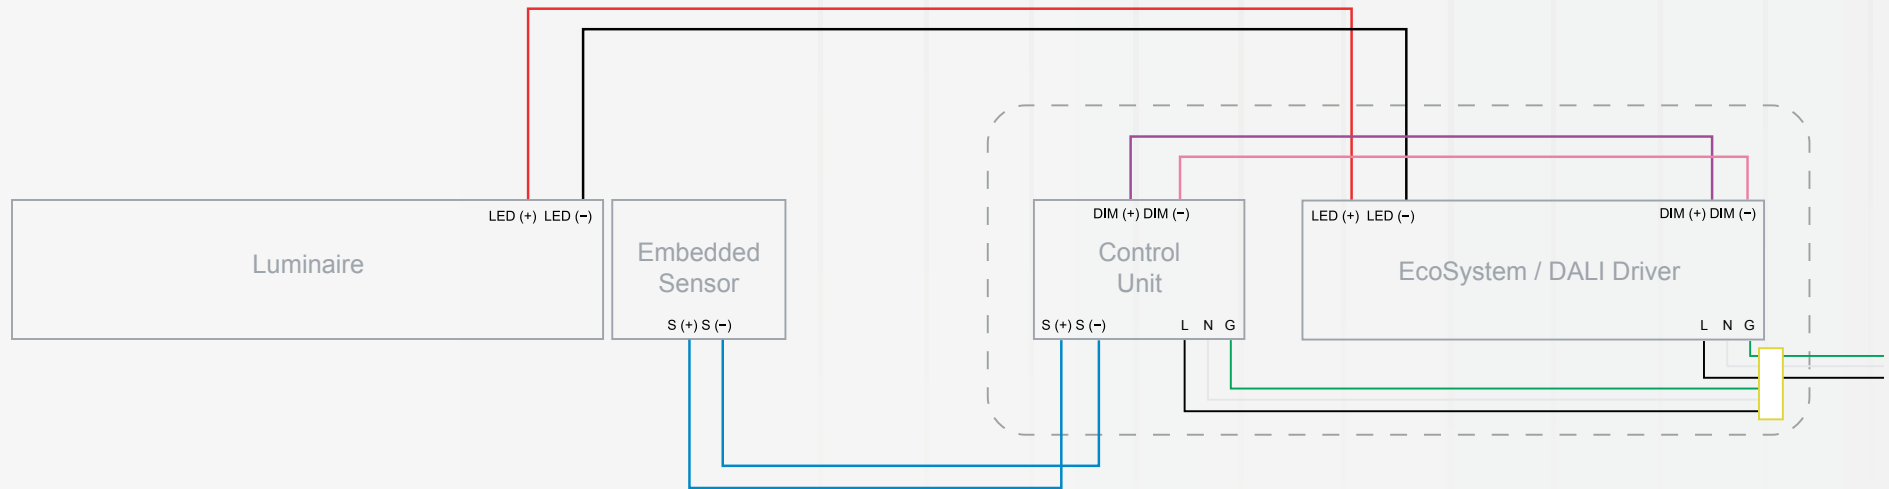 LED (+) LED (−)
LED (+) LED (−)
DIM (+) DIM (−)
DIM (+) DIM (−)
Luminaire
Embedded
Sensor
Control
Unit
EcoSystem / DALI Driver
S (+) S (−)
S (+) S (−)
L N G
L N G